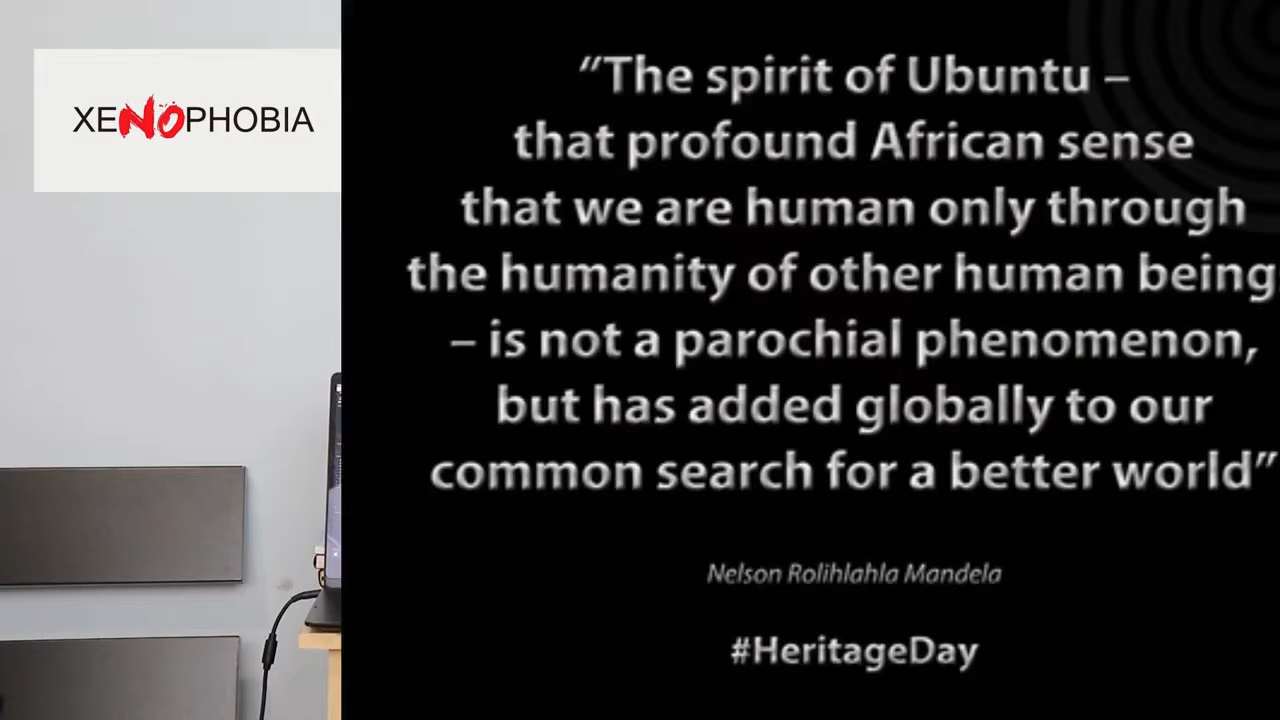 XENOPHOBIA
“The spirit of Ubuntu –
that profound African sense
that we are human only through
the humanity of other human being
– is not a parochial phenomenon,
but has added globally to our
common search for a better world”
Nelson Rolihlahla Mandela
#HeritageDay